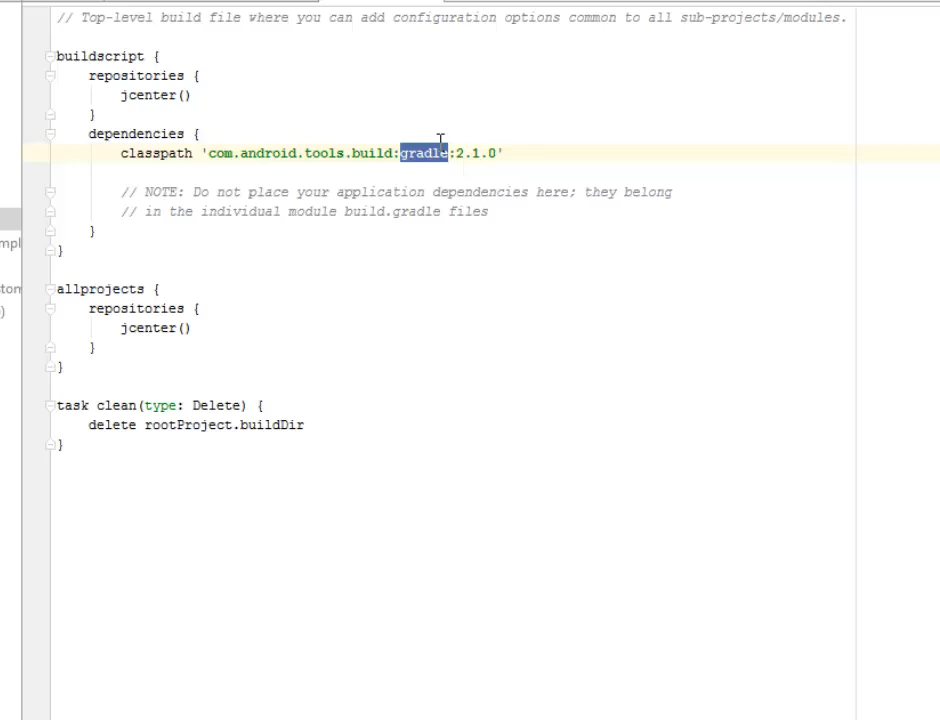 // Top-level build file where you can add configuration options common to all sub-projects/modules.
buildscript {
repositories {
jcenter()
}
dependencies {
classpath 'com.android.tools.build:gradle:2.1.0'
// NOTE: Do not place your application dependencies here; they belong
// in the individual module build.gradle files
}
mpl
}
ston
allprojects {
)
repositories {
jcenter()
}
}
task clean(type: Delete) {
delete rootProject.buildDir
}